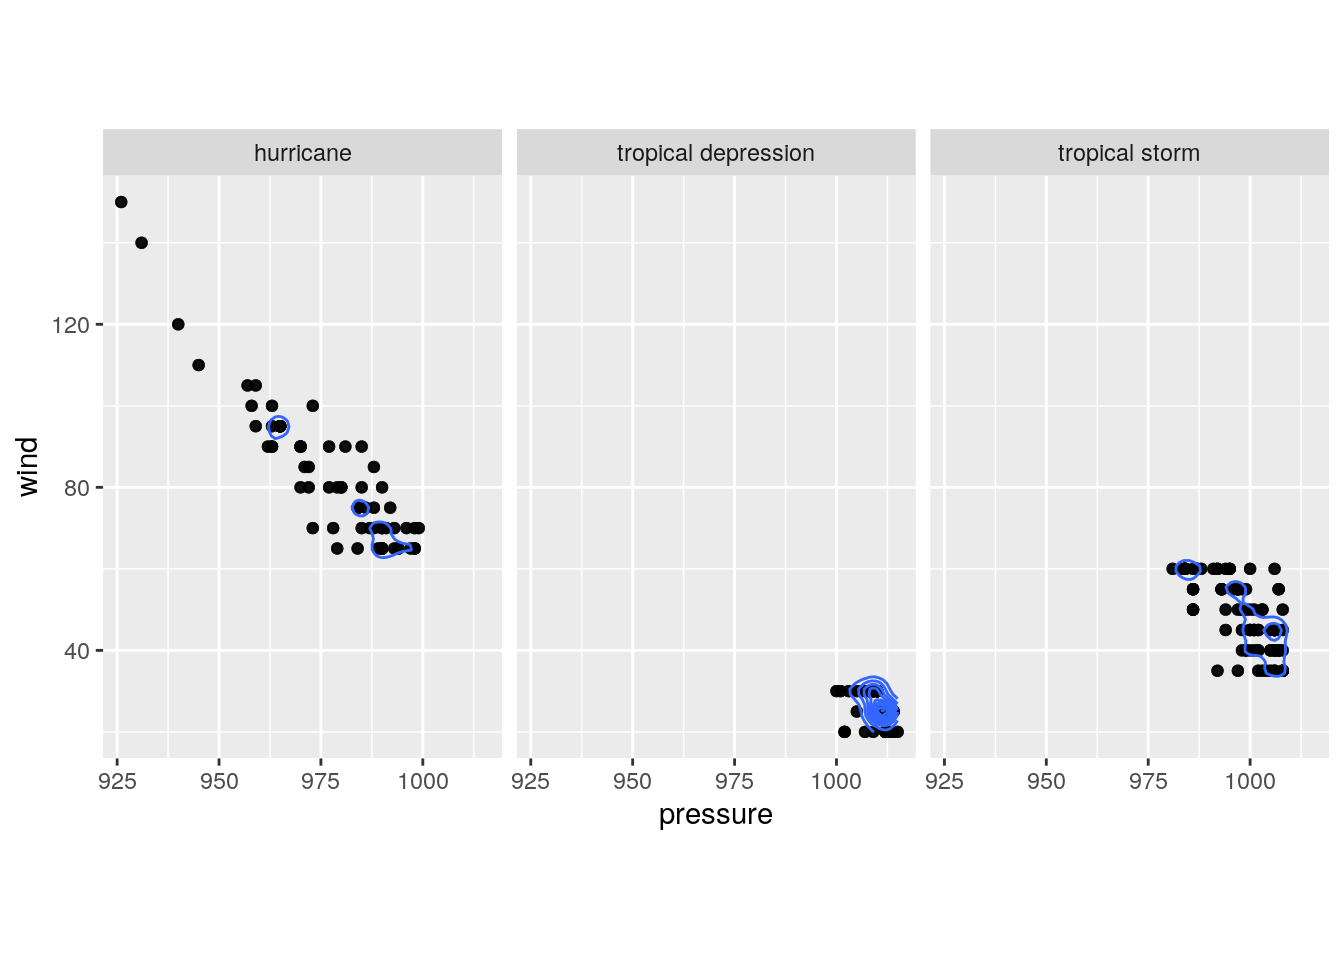 hurricane tropical depression tropical storm
120
80
40
wind
925 950 975 1000 925 950 975 1000 925 950 975 1000
pressure